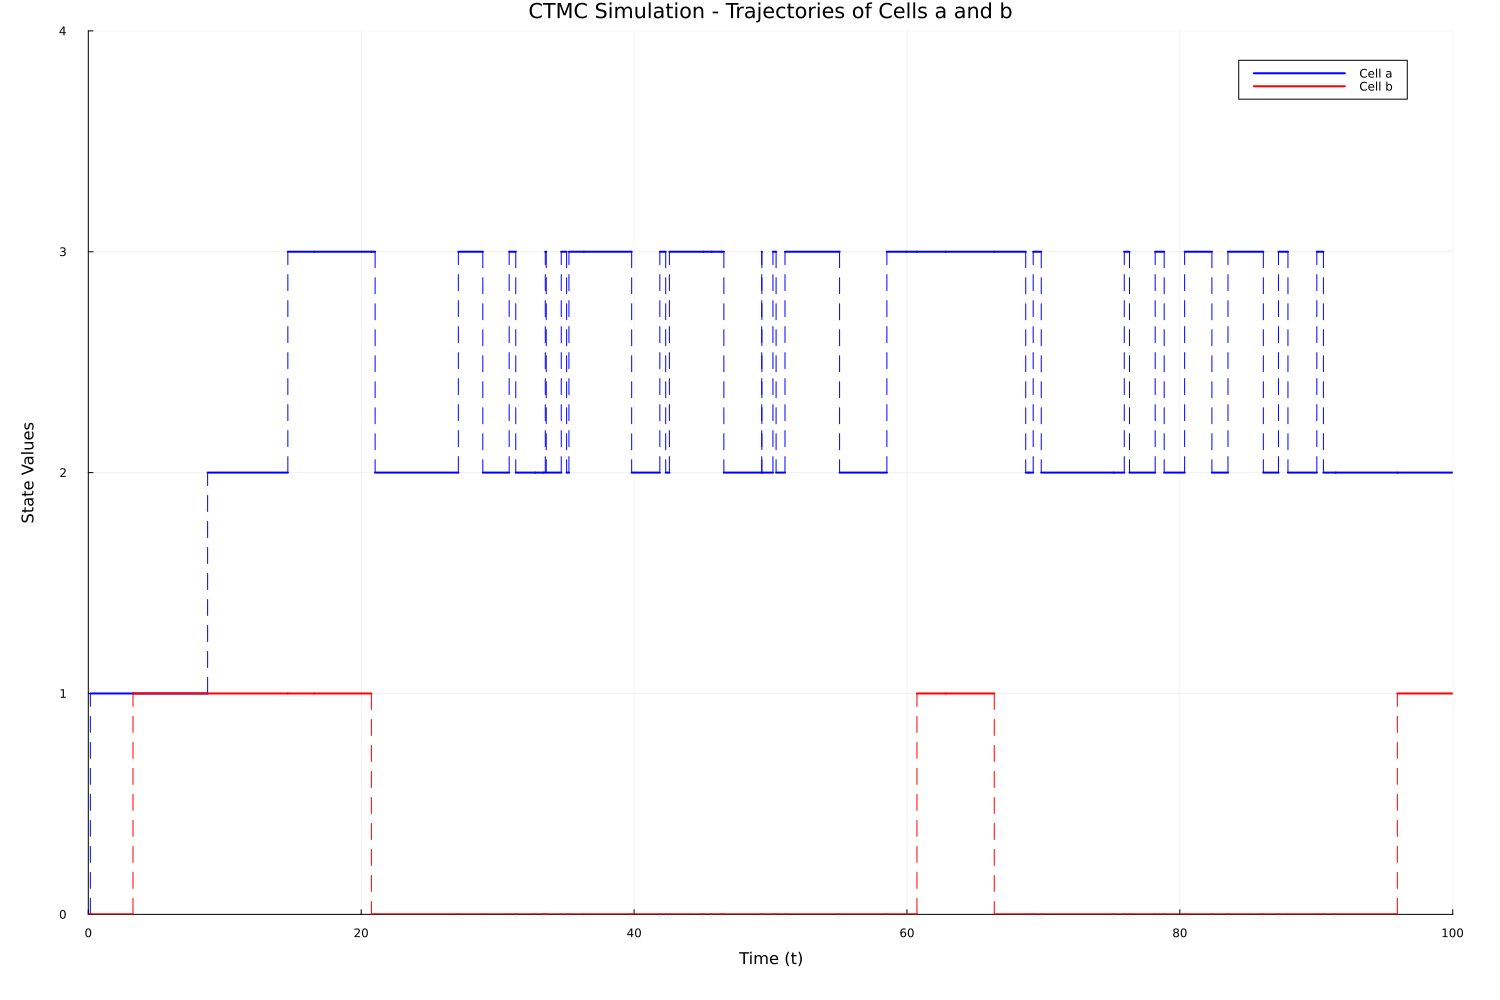 CTMC Simulation - Trajectories of Cells a and b
4
Cell a
Cell b
3
State Values
2
1
0
0 20 40 60 80 100
Time (t)